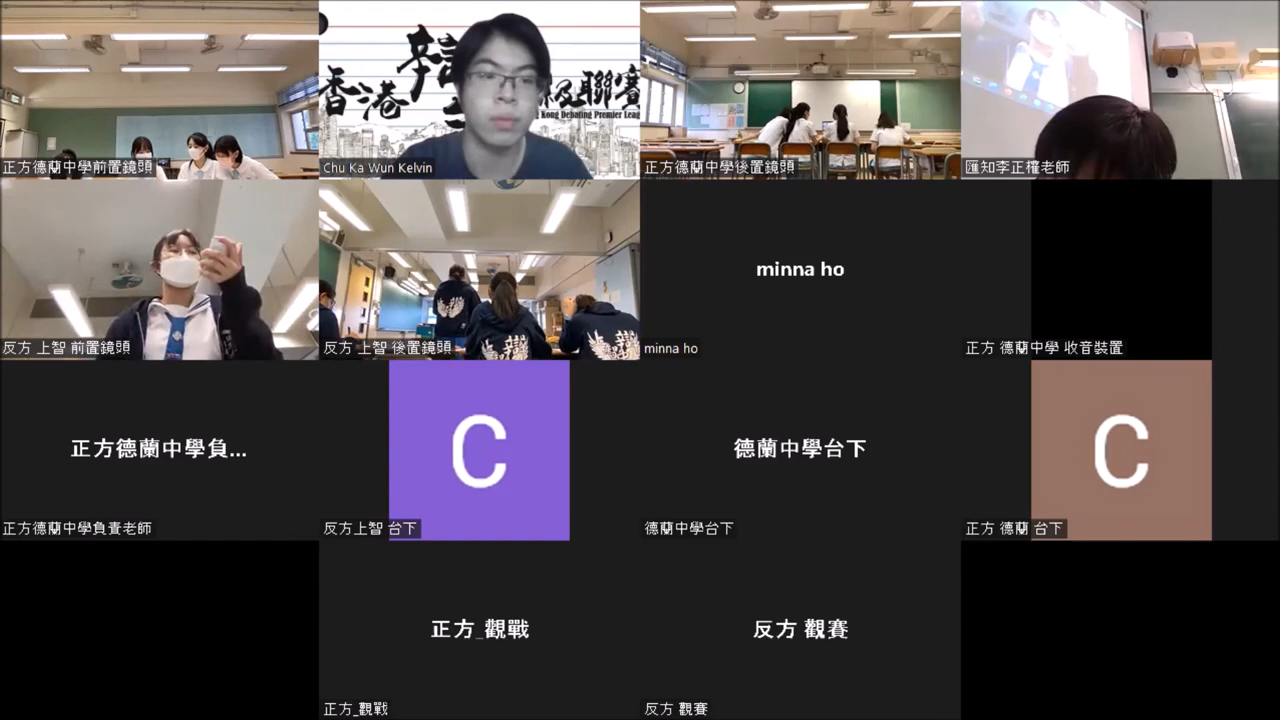 香港
級聯賽
Kong Debating Premier Leag
正方德蘭中學前置鏡頭
Chu Ka Wun Kelvin
正方德蘭中學後置鏡頭
匯知李正權老師
反方 上智 前置鏡頭
反方 上智 後置鏡頭
minna ho
minna ho
正方 德蘭中學 收音裝置
正方德蘭中學負...
正方德蘭中學負責老師
C
反方上智 台下
德蘭中學台下
德蘭中學台下
C
正方 德蘭 台下
正方_觀戰
正方_觀戰
反方 觀賽
反方 觀賽